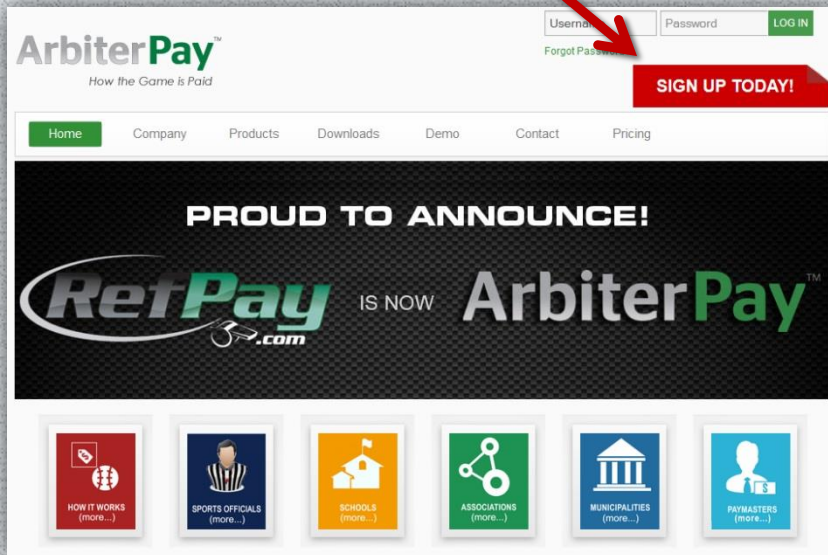 Username Password LOG IN
ArbiterPay™
Forgot Password
How the Game is Paid
SIGN UP TODAY!
Home Company Products Downloads Demo Contact Pricing
PROUD TO ANNOUNCE!
RefPay.com IS NOW ArbiterPay™
HOW IT WORKS
(more...)
SPORTS OFFICIALS
(more...)
SCHOOLS
(more...)
ASSOCIATIONS
(more...)
MUNICIPALITIES
(more...)
PAYMASTERS
(more...)